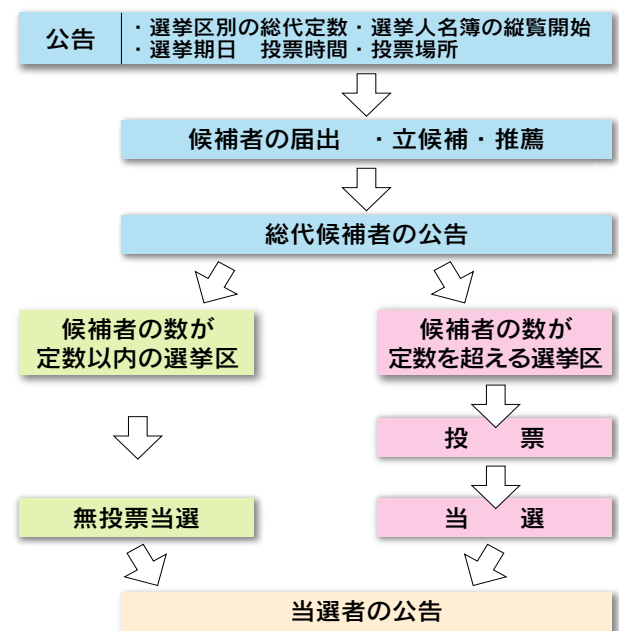 公告
・選挙区別の総代定数・選挙人名簿の縦覧開始
・選挙期日　投票時間・投票場所
候補者の届出　・立候補・推薦
総代候補者の公告
候補者の数が
定数以内の選挙区
候補者の数が
定数を超える選挙区
投　票
無投票当選
当　選
当選者の公告